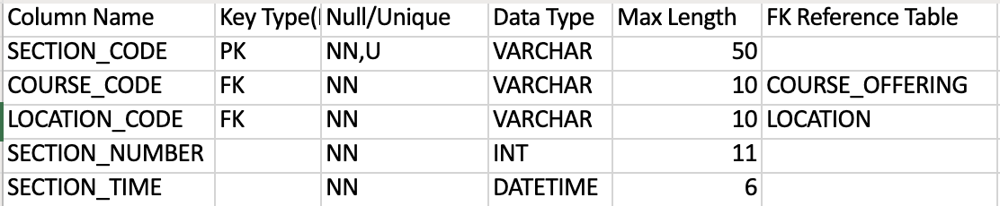 Column Name Key Type( Null/Unique Data Type Max Length FK Reference Table
SECTION_CODE PK NN,U VARCHAR 50
COURSE_CODE FK NN VARCHAR 10 COURSE_OFFERING
LOCATION_CODE FK NN VARCHAR 10 LOCATION
SECTION_NUMBER NN INT 11
SECTION_TIME NN DATETIME 6